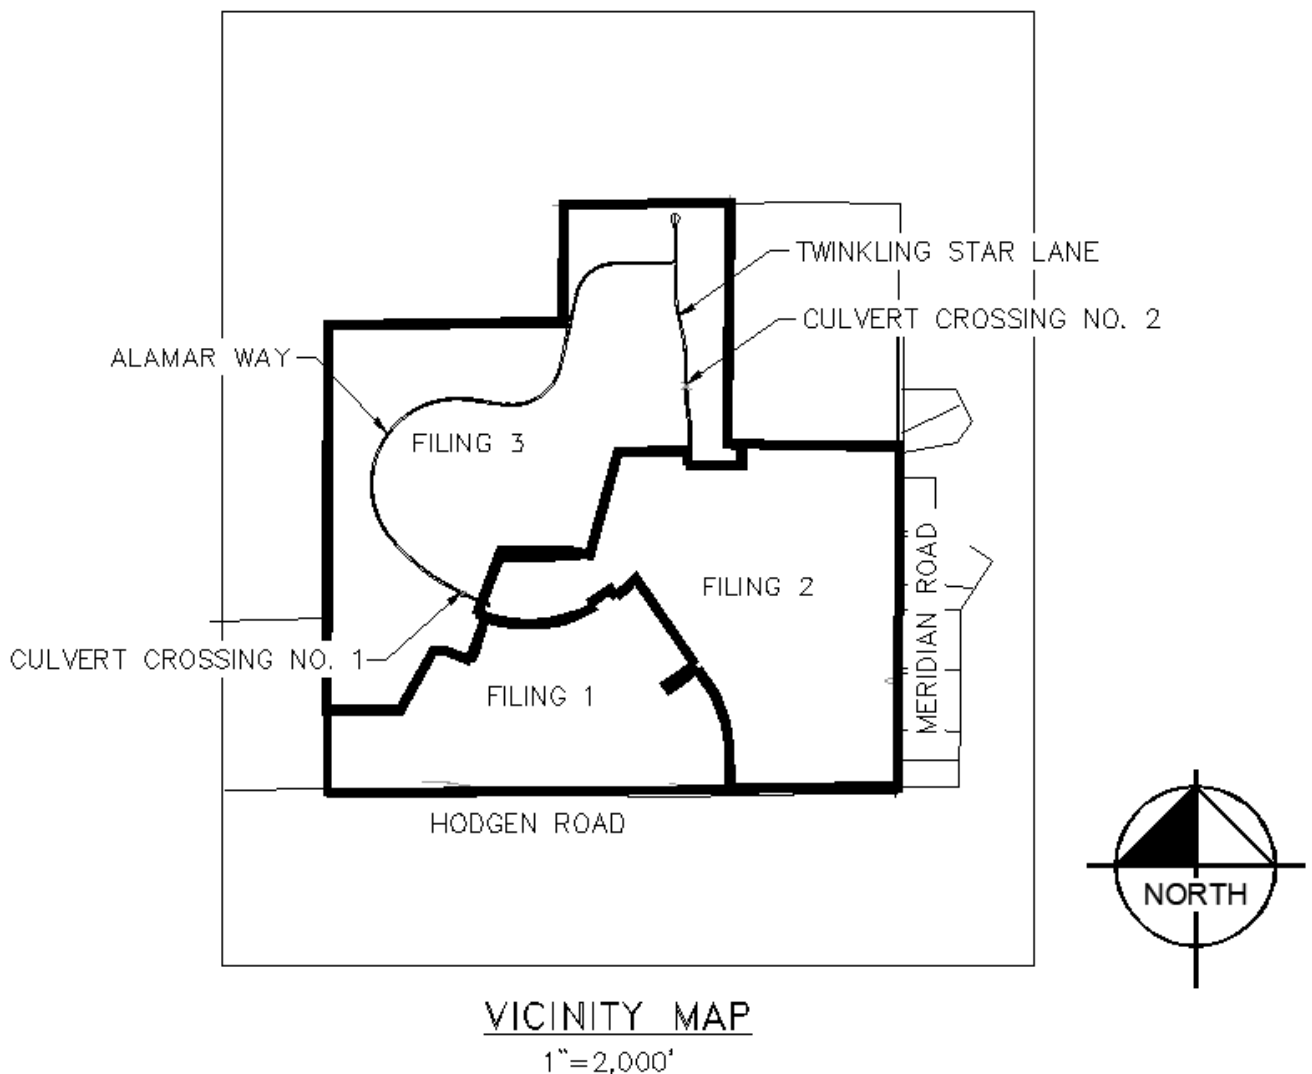 TWINKLING STAR LANE
CULVERT CROSSING NO. 2
ALAMAR WAY
FILING 3
MERIDIAN ROAD
FILING 2
CULVERT CROSSING NO. 1
FILING 1
HODGEN ROAD
NORTH
VICINITY MAP
1"=2,000'